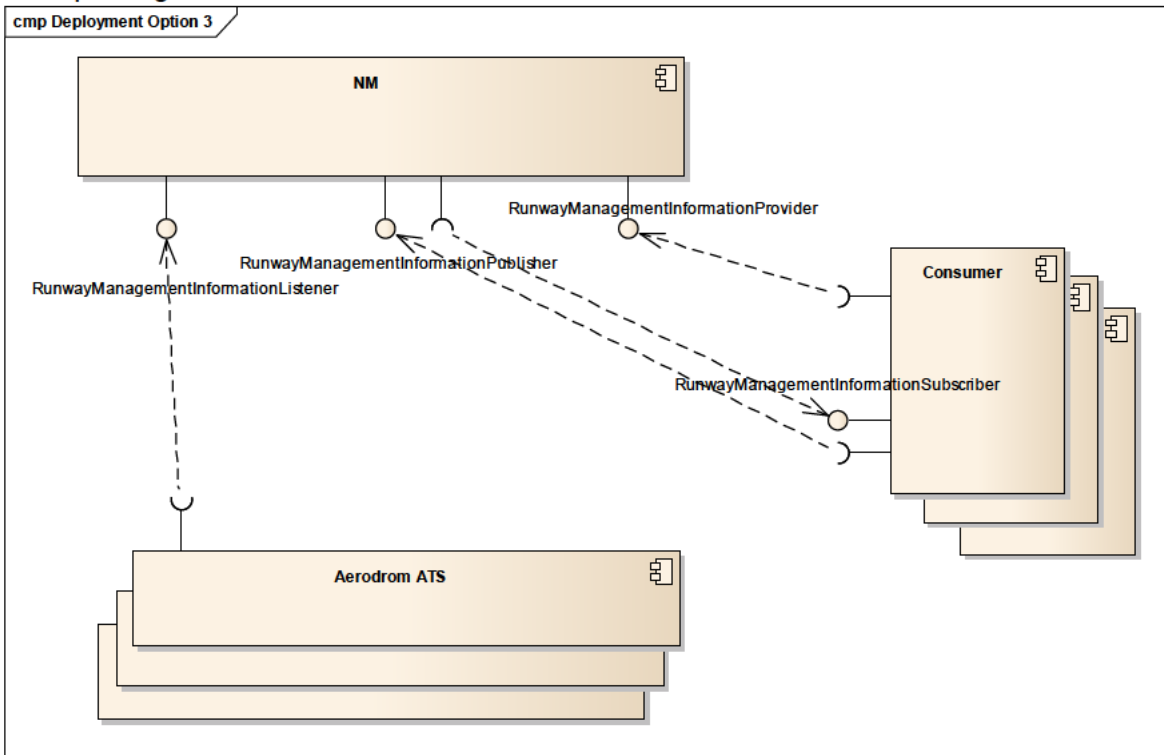 cmp Deployment Option 3
NM
RunwayManagementInformationProvider
RunwayManagementInformationPublisher
RunwayManagementInformationListener
Consumer
RunwayManagementInformationSubscriber
Aerodrom ATS